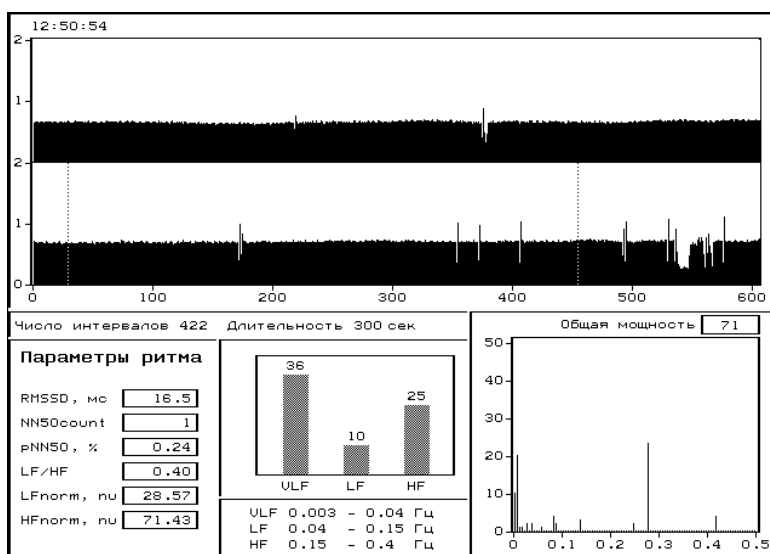 12:50:54
2
1
2
1
0
0 100 200 300 400 500 600
Число интервалов 422 Длительность 300 сек
Общая мощность 71
Параметры ритма
RMSSD, мс 16.5
NN50count 1
pNN50, % 0.24
LF/HF 0.40
LFnorm, nu 28.57
HFnorm, nu 71.43
36
10
25
VLF LF HF
VLF 0.003 - 0.04 Гц
LF 0.04 - 0.15 Гц
HF 0.15 - 0.4 Гц
50
40
30
20
10
0
0 0.1 0.2 0.3 0.4 0.5